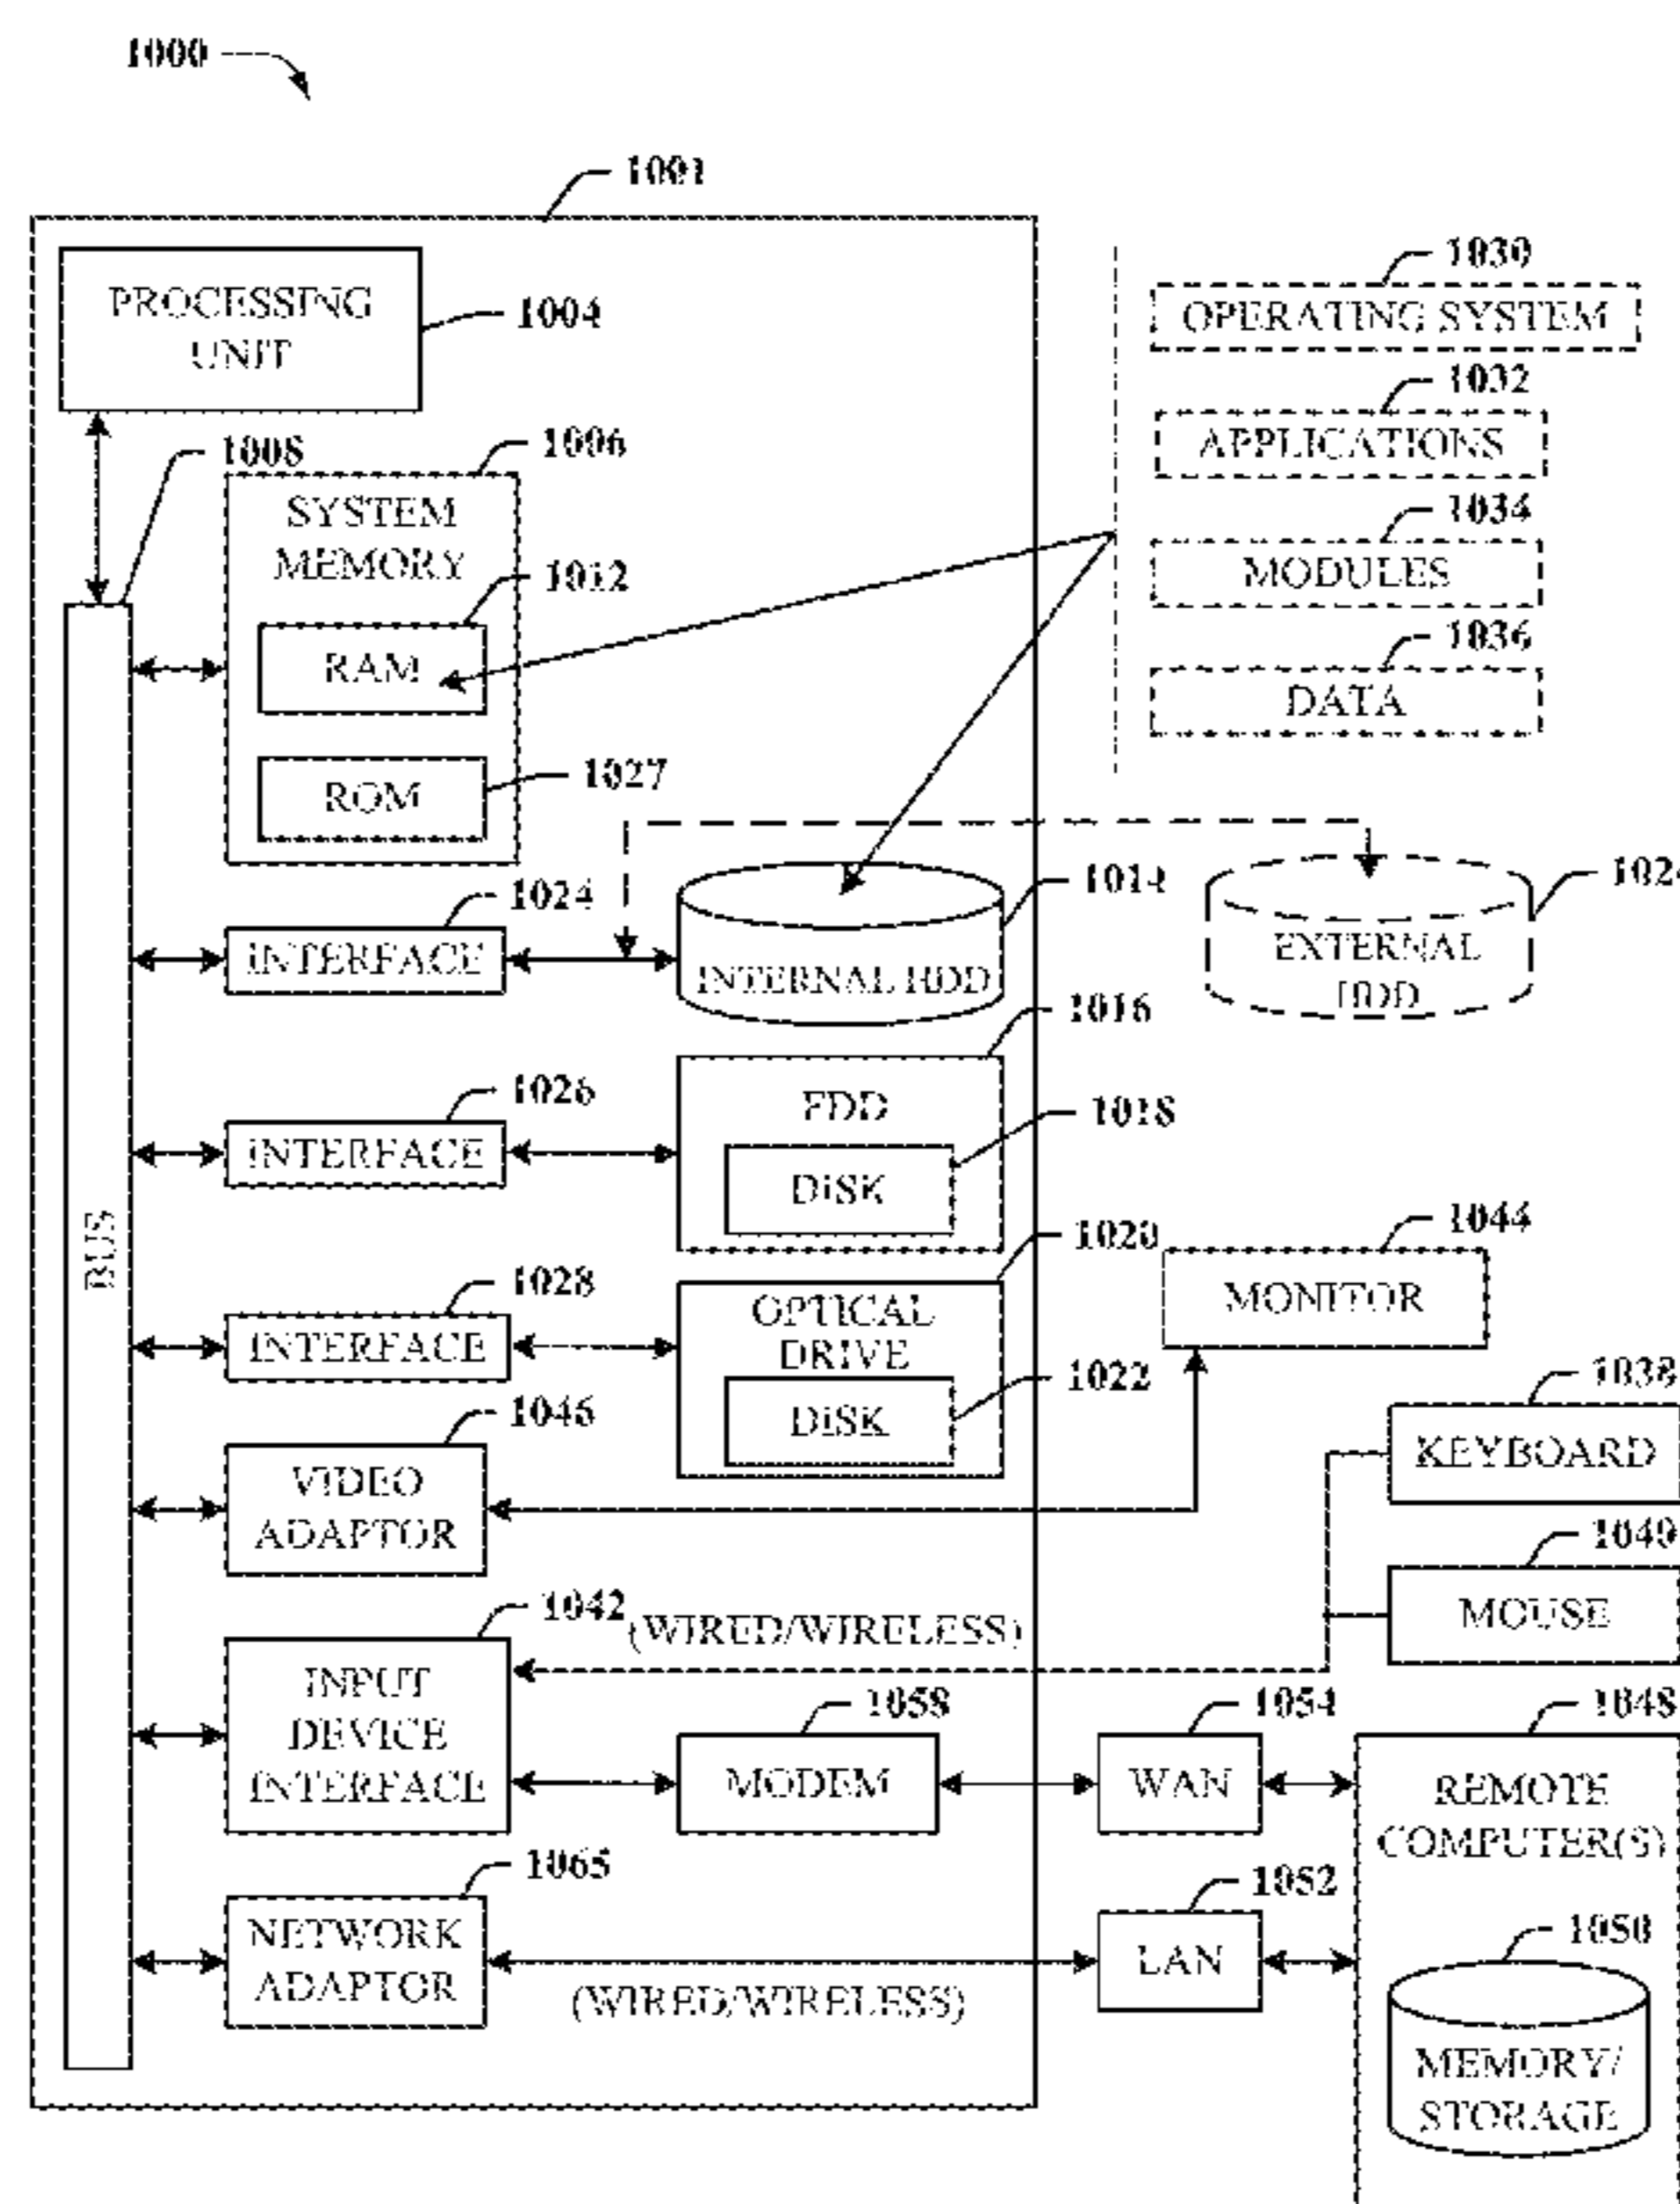 1000
1001
PROCESSING
UNIT
1004
1030
OPERATING SYSTEM
1032
APPLICATIONS
1034
MODULES
1036
DATA
1008
1006
SYSTEM
MEMORY
1012
RAM
1027
ROM
1024
INTERFACE
1014
INTERNAL HDD
EXTERNAL
HDD
1016
1026
INTERFACE
FDD
1018
DISK
BUS
1020
1044
MONITOR
1028
INTERFACE
OPTICAL
DRIVE
1022
DISK
1038
KEYBOARD
1046
VIDEO
ADAPTOR
1040
MOUSE
1042
(WIRED/WIRELESS)
INPUT
DEVICE
INTERFACE
1058
MODEM
1054
WAN
1048
REMOTE
COMPUTER(S)
1065
NETWORK
ADAPTOR
(WIRED/WIRELESS)
1052
LAN
1050
MEMORY/
STORAGE